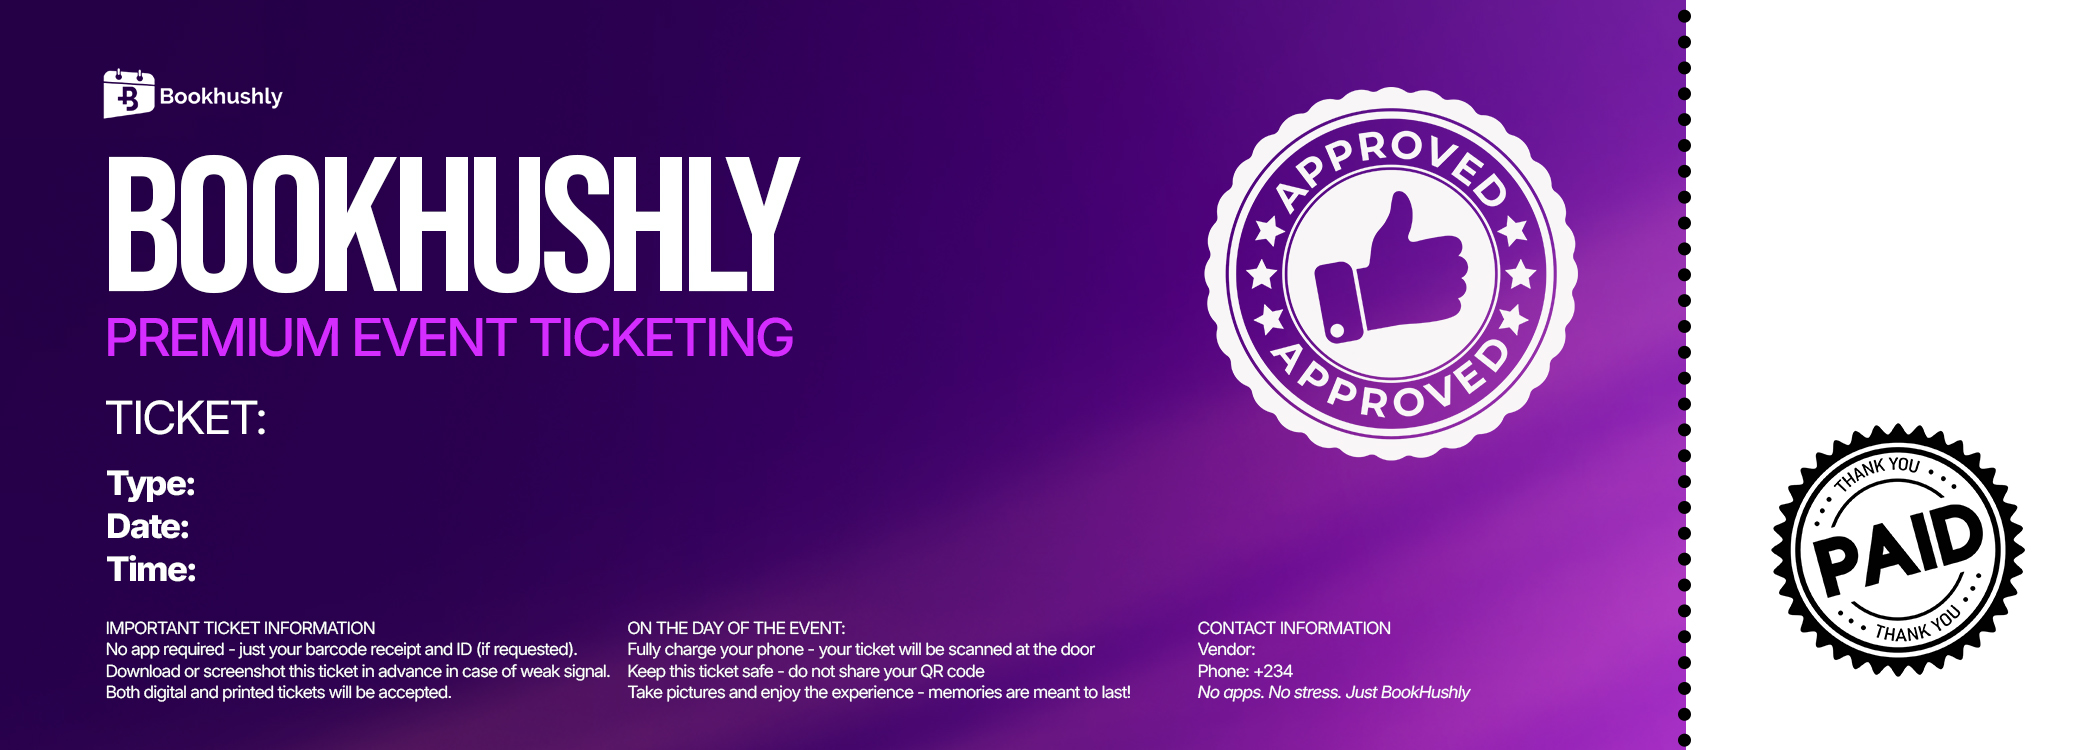 Bookhushly
BOOKHUSHLY
PREMIUM EVENT TICKETING
TICKET:
Type:
Date:
Time:
IMPORTANT TICKET INFORMATION
No app required - just your barcode receipt and ID (if requested).
Download or screenshot this ticket in advance in case of weak signal.
Both digital and printed tickets will be accepted.
ON THE DAY OF THE EVENT:
Fully charge your phone - your ticket will be scanned at the door
Keep this ticket safe - do not share your QR code
Take pictures and enjoy the experience - memories are meant to last!
CONTACT INFORMATION
Vendor:
Phone: +234
No apps. No stress. Just BookHushly
APPROVED
APPROVED
THANK YOU
PAID
THANK YOU